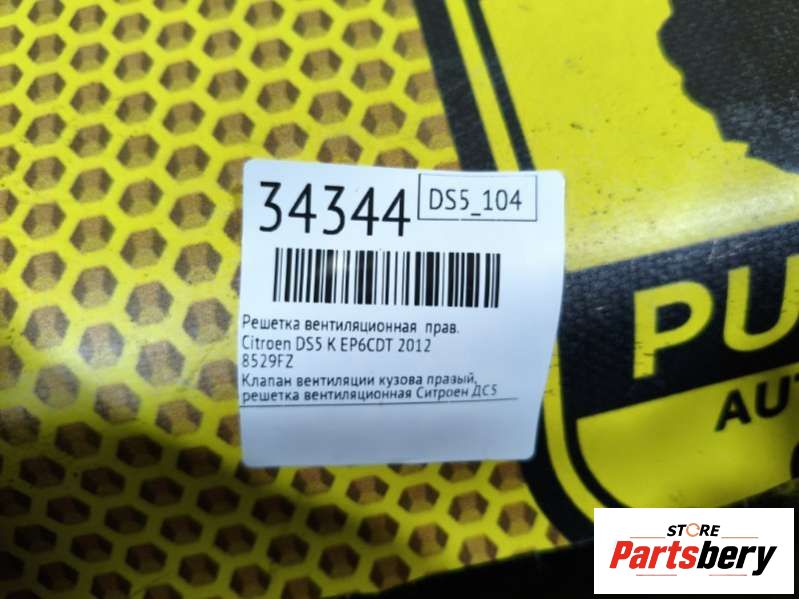 34344
DS5_104
Решетка вентиляционная прав.
Citroen DS5 K EP6CDT 2012
8529FZ
Клапан вентиляции кузова правый,
решетка вентиляционная Ситроен ДС5
PU
AUT
STORE
Partsbery